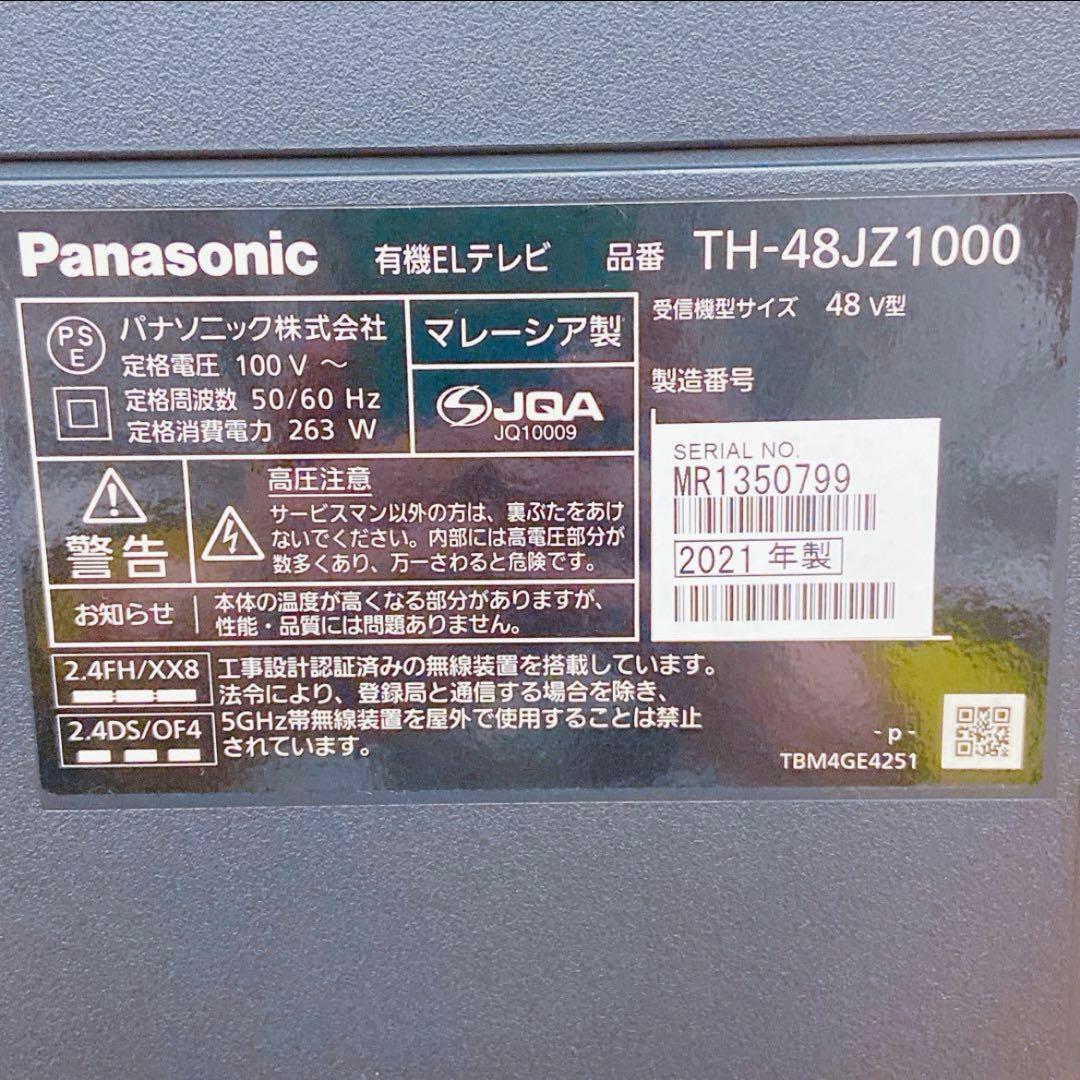 Panasonic 有機ELテレビ 品番 TH-48JZ1000
受信機型サイズ 48 V型
PS
E
パナソニック株式会社
定格電圧 100 V ～
定格周波数 50/60 Hz
定格消費電力 263 W
マレーシア製
JQA
JQ10009
製造番号
SERIAL NO.
MR1350799
2021 年製
警告
高圧注意
サービスマン以外の方は、裏ぶたをあけ
ないでください。内部には高電圧部分が
数多くあり、万一さわると危険です。
お知らせ
本体の温度が高くなる部分がありますが、
性能・品質には問題ありません。
2.4FH/XX8
2.4DS/OF4
工事設計認証済みの無線装置を搭載しています。
法令により、登録局と通信する場合を除き、
5GHz帯無線装置を屋外で使用することは禁止
されています。
- p -
TBM4GE4251